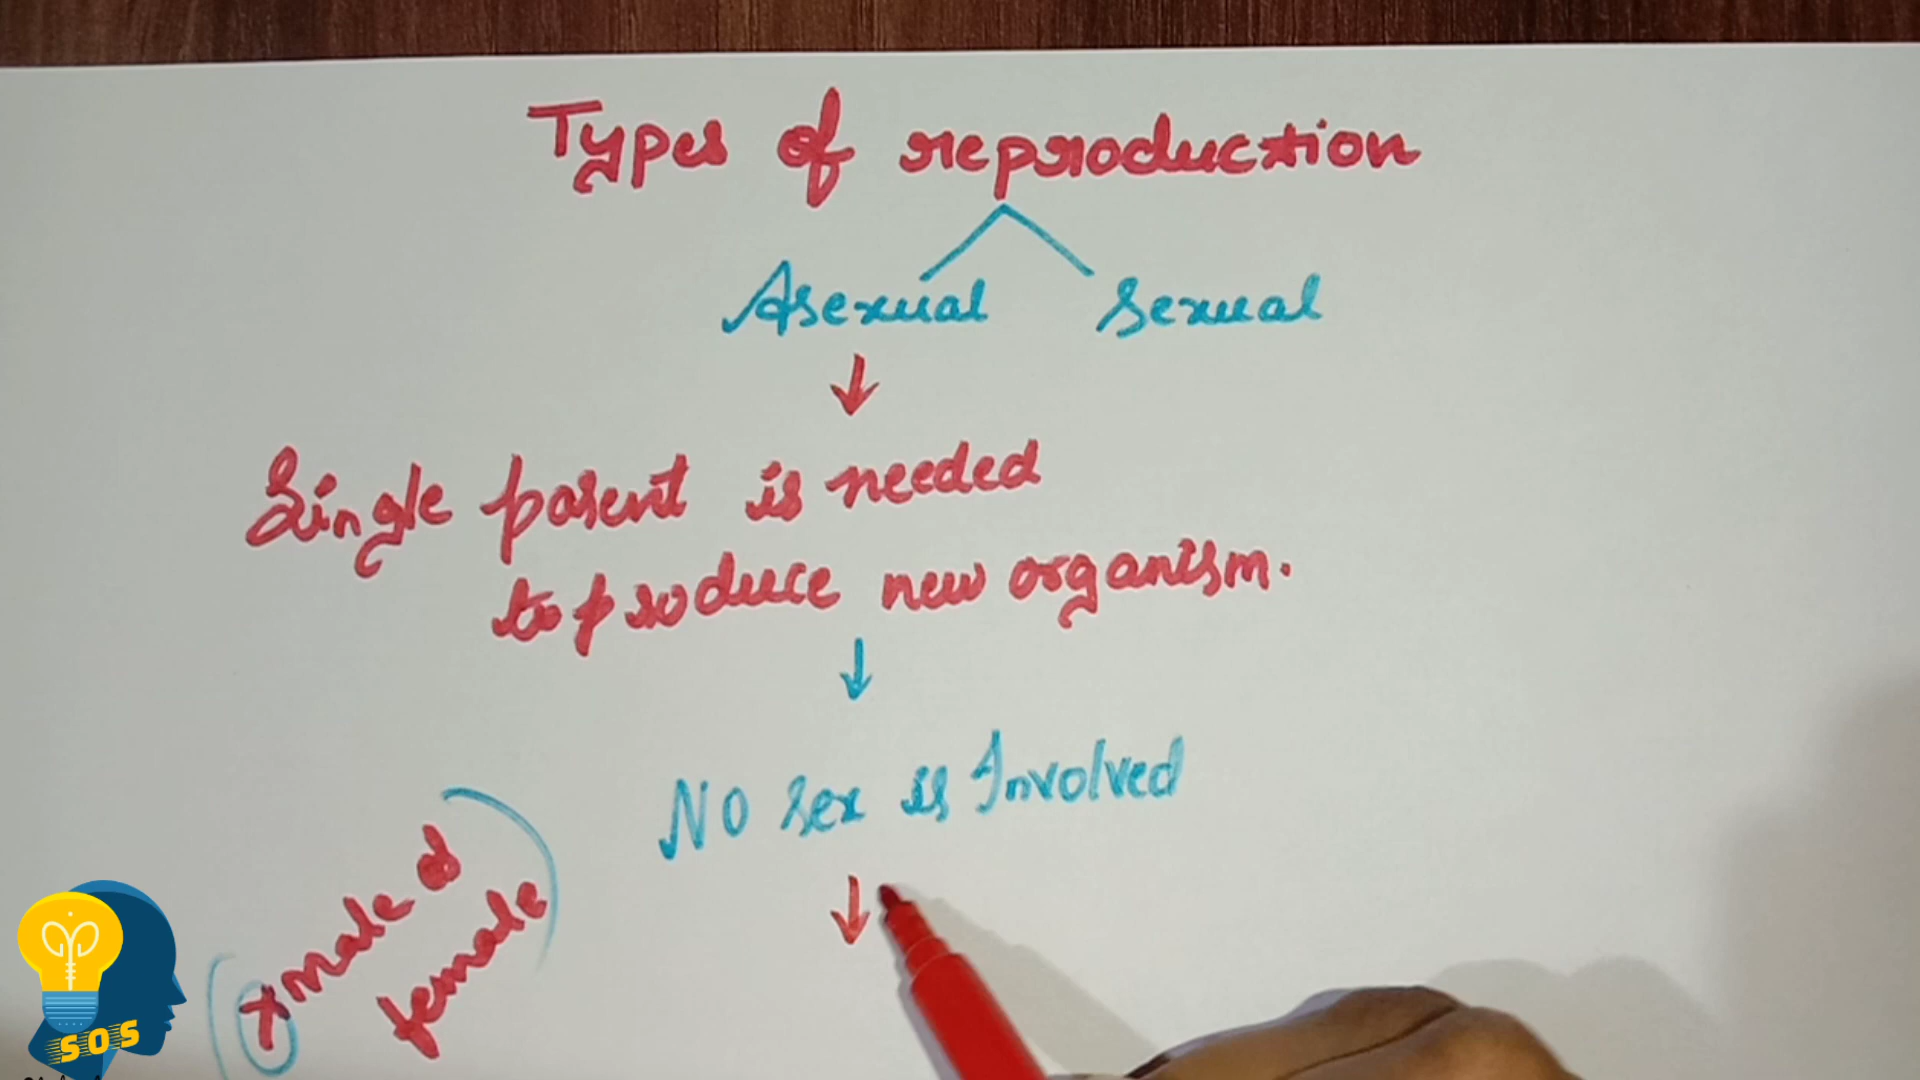 Types of reproduction
Asexual Sexual
Single parent is needed
to produce new organism.
No sex is Involved
x male
female
SOS